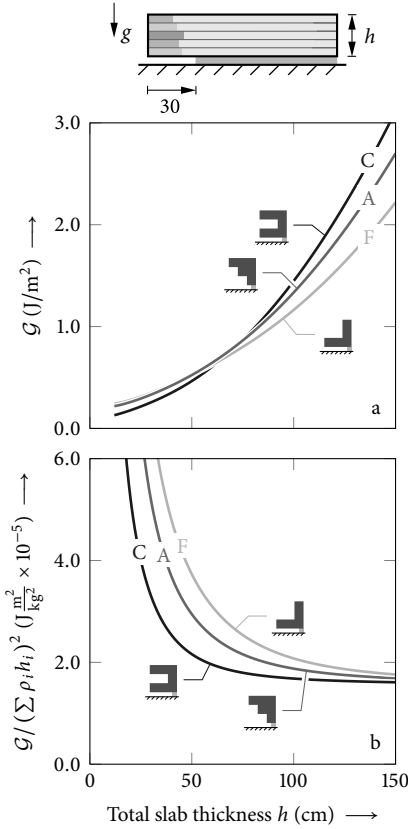 g
h
30
3.0
2.0
1.0
0.0
𝒢 (J/m²) →
C
A
F
a
6.0
4.0
2.0
0.0
𝒢/(∑ ρᵢhᵢ)² (J m²/kg² × 10⁻⁵) →
C
A
F
b
0
50
100
150
Total slab thickness h (cm) →